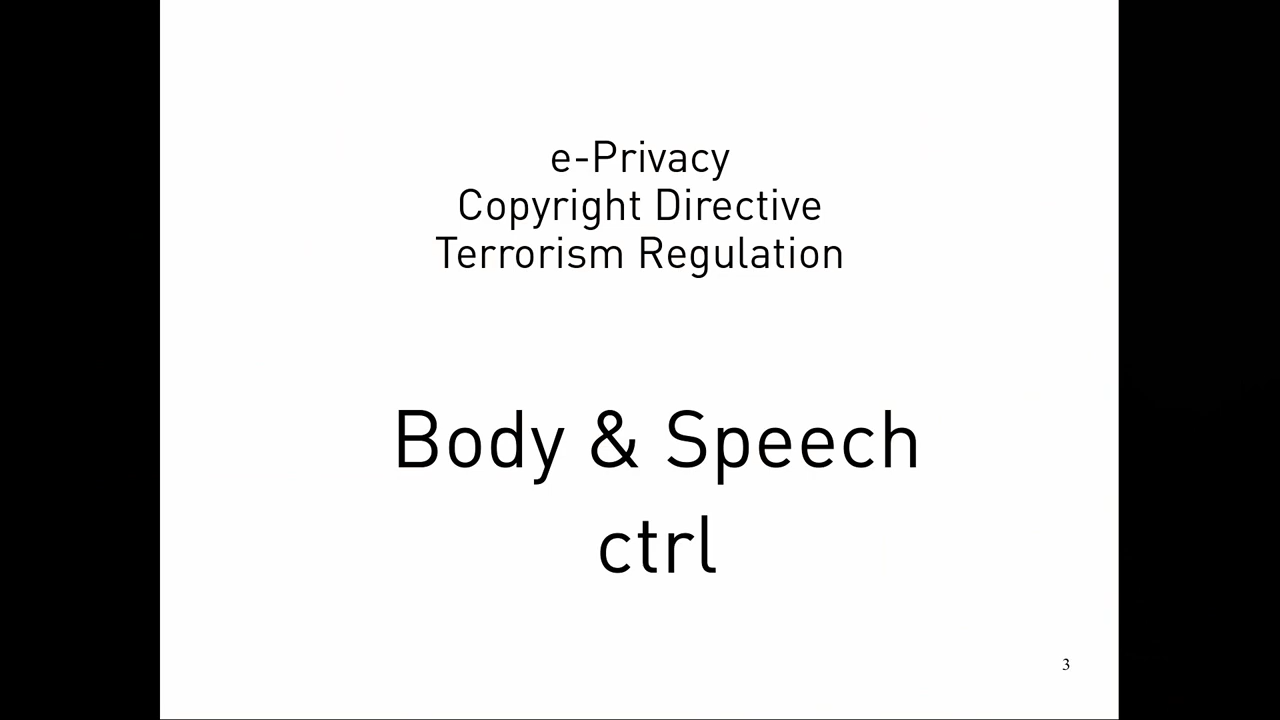 e-Privacy
Copyright Directive
Terrorism Regulation
Body & Speech
ctrl
3